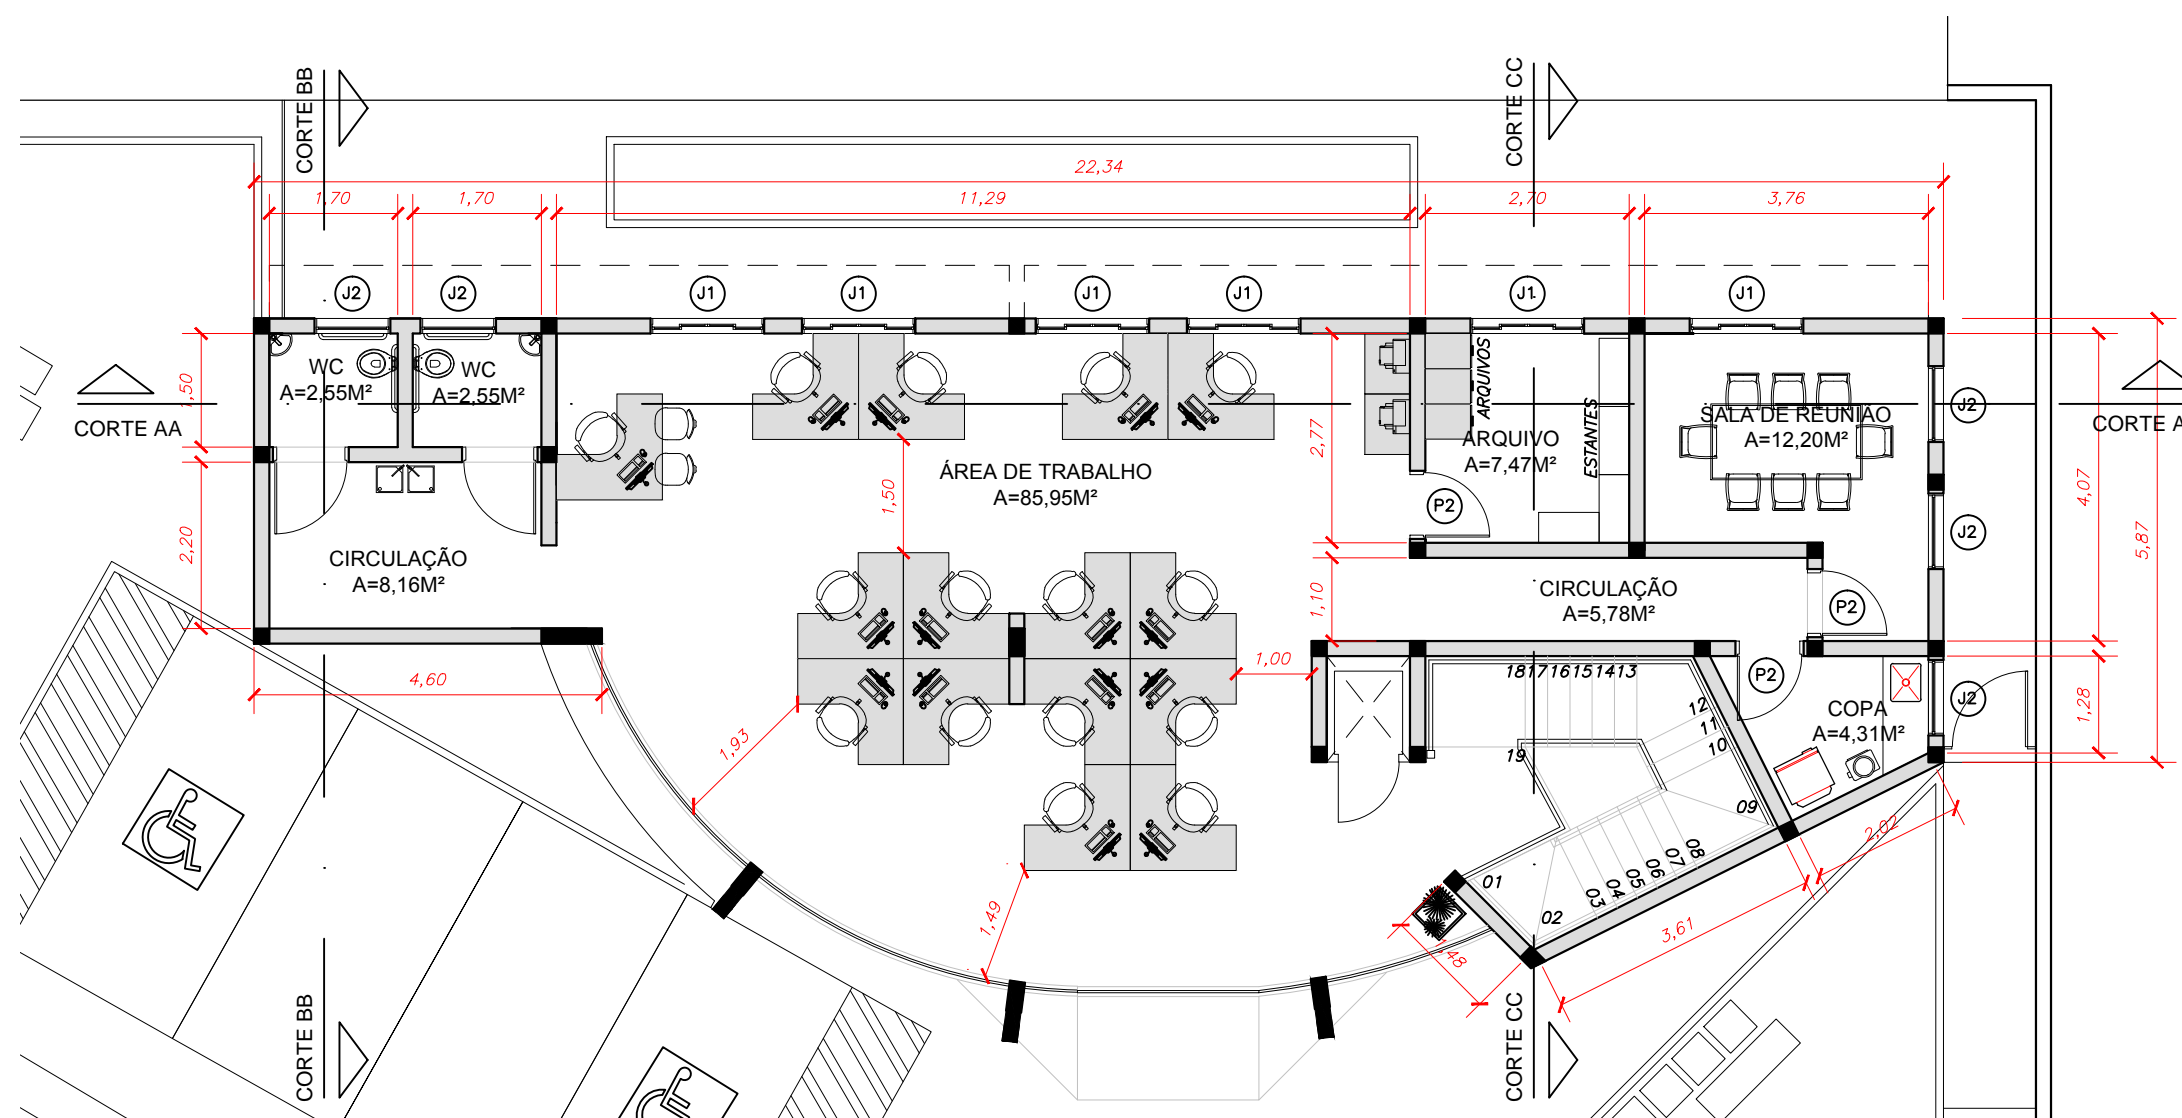 CORTE BB
CORTE CC
22,34
1,70
1,70
11,29
2,70
3,76
J2
J2
J1
J1
J1
J1
J1
J1
WC
A=2,55M²
WC
A=2,55M²
1,50
CORTE AA
2,20
ÁREA DE TRABALHO
A=85,95M²
1,50
2,77
ARQUIVOS
ARQUIVO
A=7,47M²
ESTANTES
P2
SALA DE REUNIÃO
A=12,20M²
J2
CORTE A
4,07
5,87
J2
CIRCULAÇÃO
A=8,16M²
1,10
CIRCULAÇÃO
A=5,78M²
P2
4,60
1,93
1,00
18 17 16 15 14 13
12
11
10
09
19
P2
COPA
A=4,31M²
J2
1,28
2,02
01
02
03
04
05
06
07
08
1,49
1,48
3,61
CORTE BB
CORTE CC